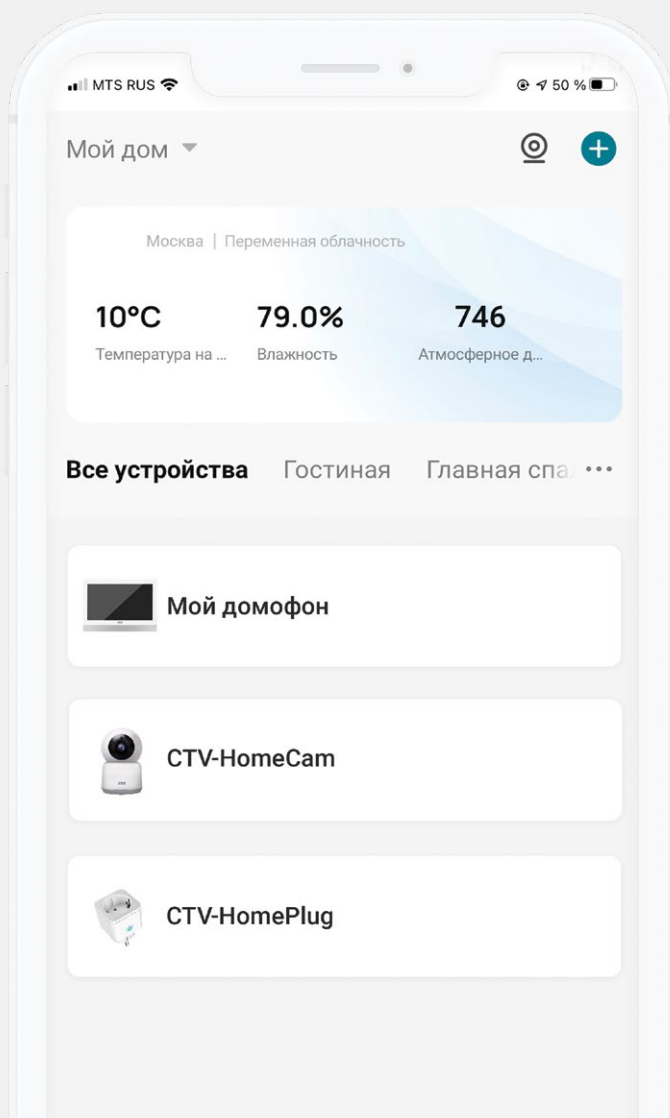 MTS RUS 50 %
Мой дом
Москва | Переменная облачность
10°C 79.0% 746
Температура на ... Влажность Атмосферное д...
Все устройства Гостиная Главная спа
Мой домофон
CTV-HomeCam
CTV-HomePlug